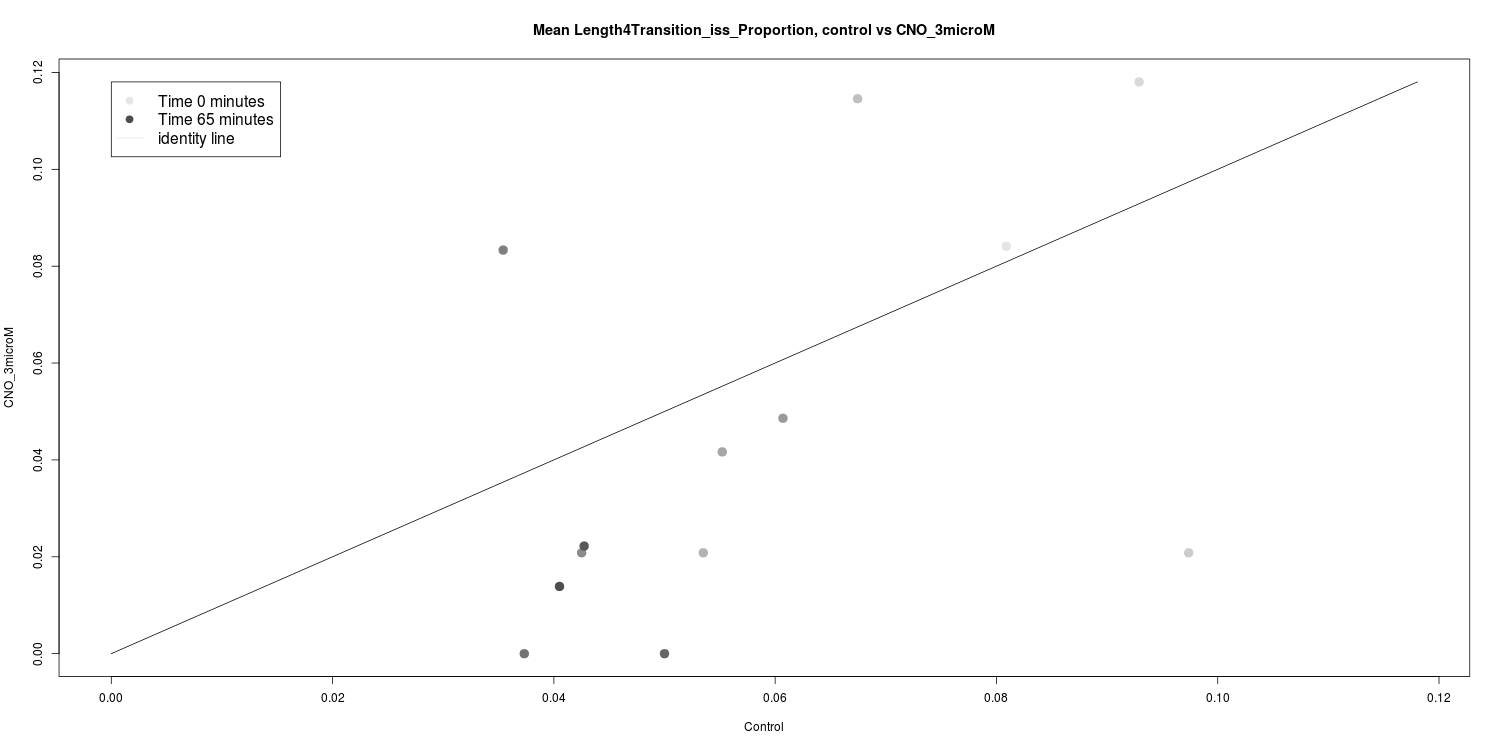 Mean Length4Transition_iss_Proportion, control vs CNO_3microM
Time 0 minutes
Time 65 minutes
identity line
CNO_3microM
0.12
0.10
0.08
0.06
0.04
0.02
0.00
0.00 0.02 0.04 0.06 0.08 0.10 0.12
Control